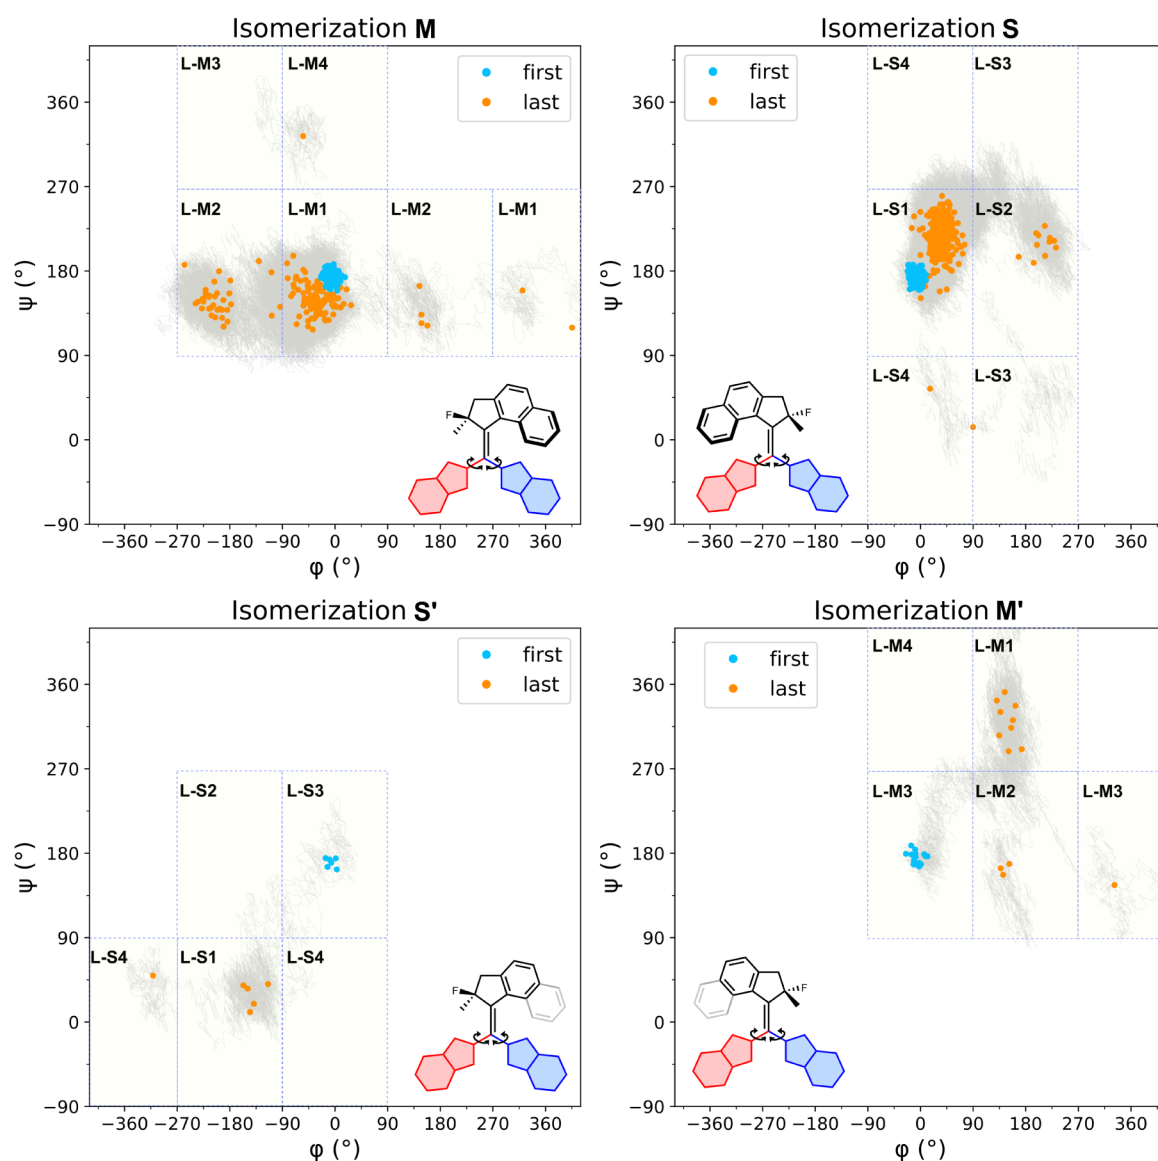 Isomerization M
L-M3
L-M4
first
last
L-M2
L-M1
L-M2
L-M1
360
270
180
90
0
−90
ψ (°)
F
−360 −270 −180 −90 0 90 180 270 360
φ (°)
Isomerization S
first
last
L-S4
L-S3
L-S1
L-S2
L-S4
L-S3
360
270
180
90
0
−90
ψ (°)
F
−360 −270 −180 −90 0 90 180 270 360
φ (°)
Isomerization S'
first
last
L-S2
L-S3
L-S4
L-S1
L-S4
360
270
180
90
0
−90
ψ (°)
F
−360 −270 −180 −90 0 90 180 270 360
φ (°)
Isomerization M'
first
last
L-M4
L-M1
L-M3
L-M2
L-M3
360
270
180
90
0
−90
ψ (°)
F
−360 −270 −180 −90 0 90 180 270 360
φ (°)